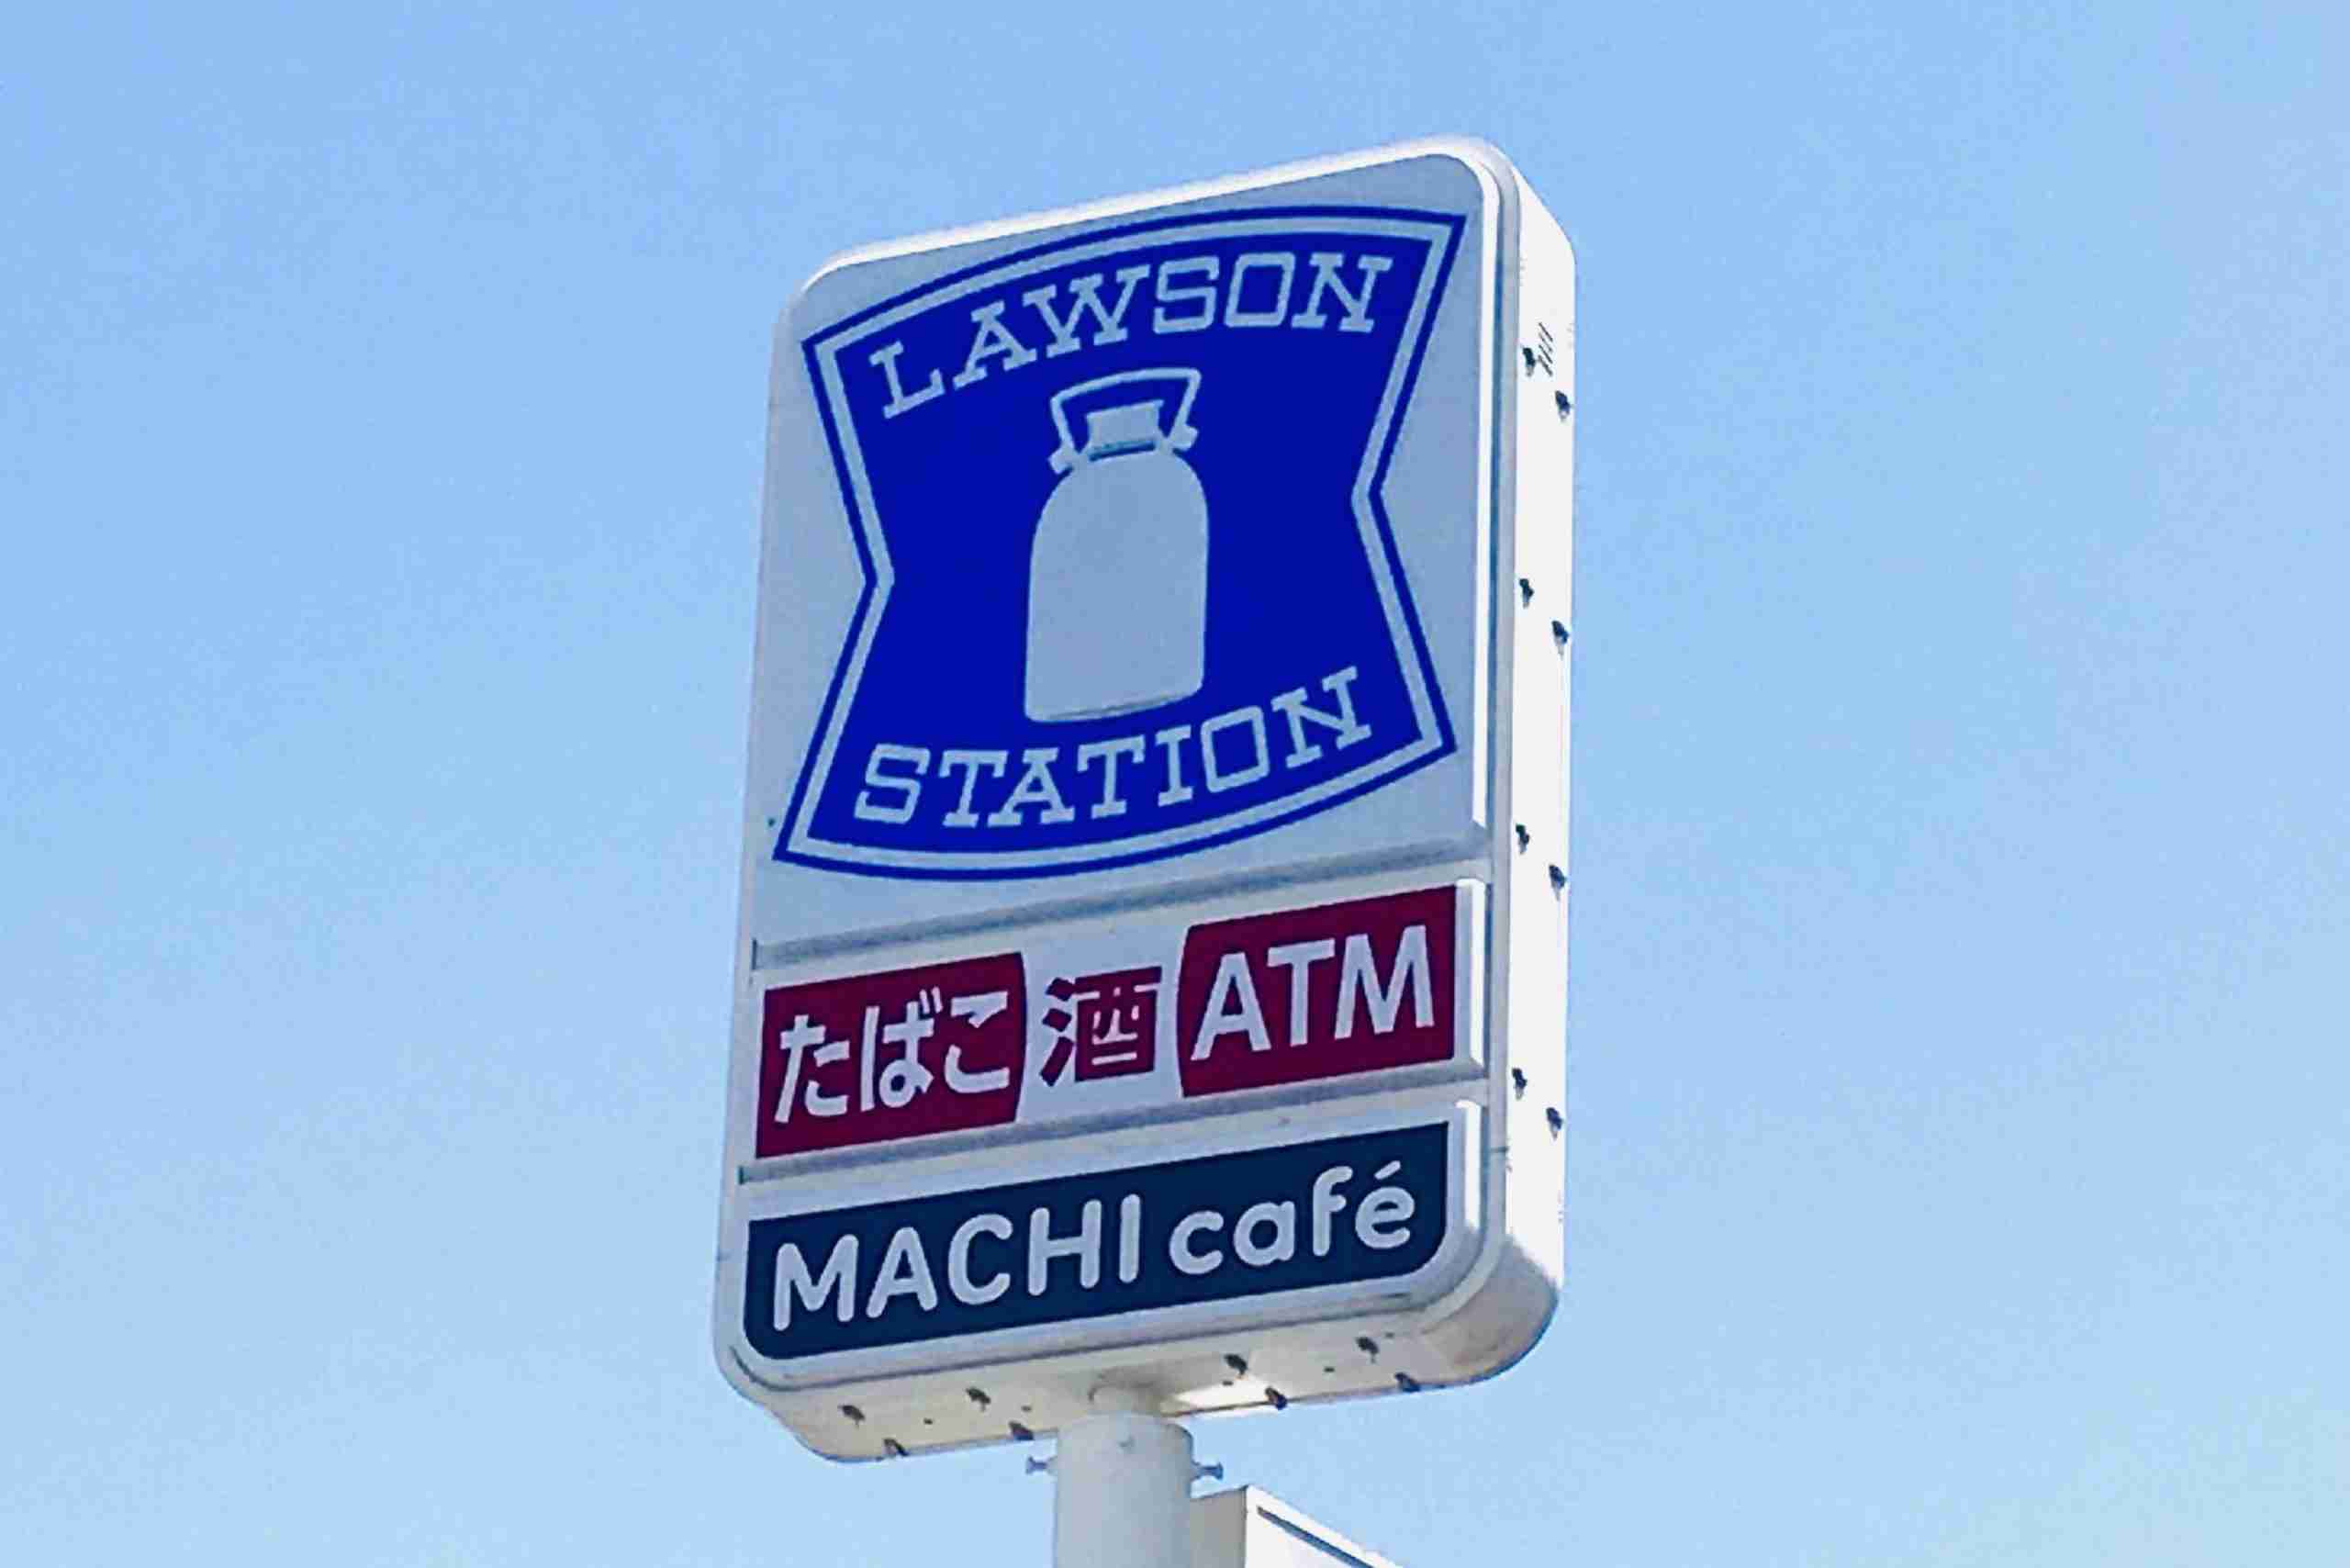 LAWSON
STATION
たばこ 酒 ATM
MACHI café